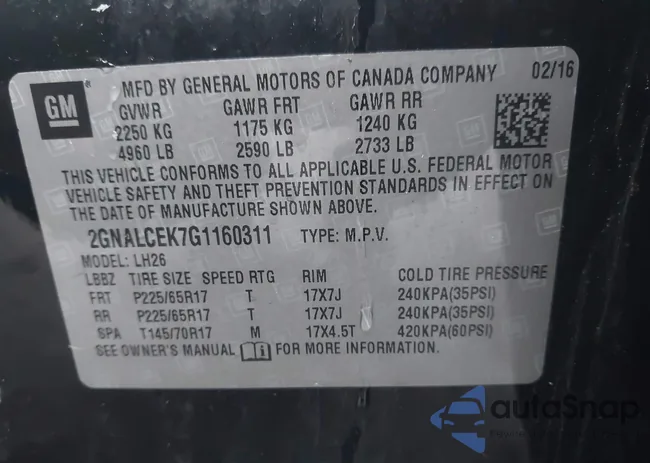 GM
MFD BY GENERAL MOTORS OF CANADA COMPANY 02/16
GVWR GAWR FRT GAWR RR
2250 KG 1175 KG 1240 KG
4960 LB 2590 LB 2733 LB
THIS VEHICLE CONFORMS TO ALL APPLICABLE U.S. FEDERAL MOTOR
VEHICLE SAFETY AND THEFT PREVENTION STANDARDS IN EFFECT ON
THE DATE OF MANUFACTURE SHOWN ABOVE.
2GNALCEK7G1160311 TYPE: M.P.V.
MODEL: LH26
LBBZ TIRE SIZE SPEED RTG RIM COLD TIRE PRESSURE
FRT P225/65R17 T 17X7J 240KPA(35PSI)
RR P225/65R17 T 17X7J 240KPA(35PSI)
SPA T145/70R17 M 17X4.5T 420KPA(60PSI)
SEE OWNER'S MANUAL FOR MORE INFORMATION.
autoSnap